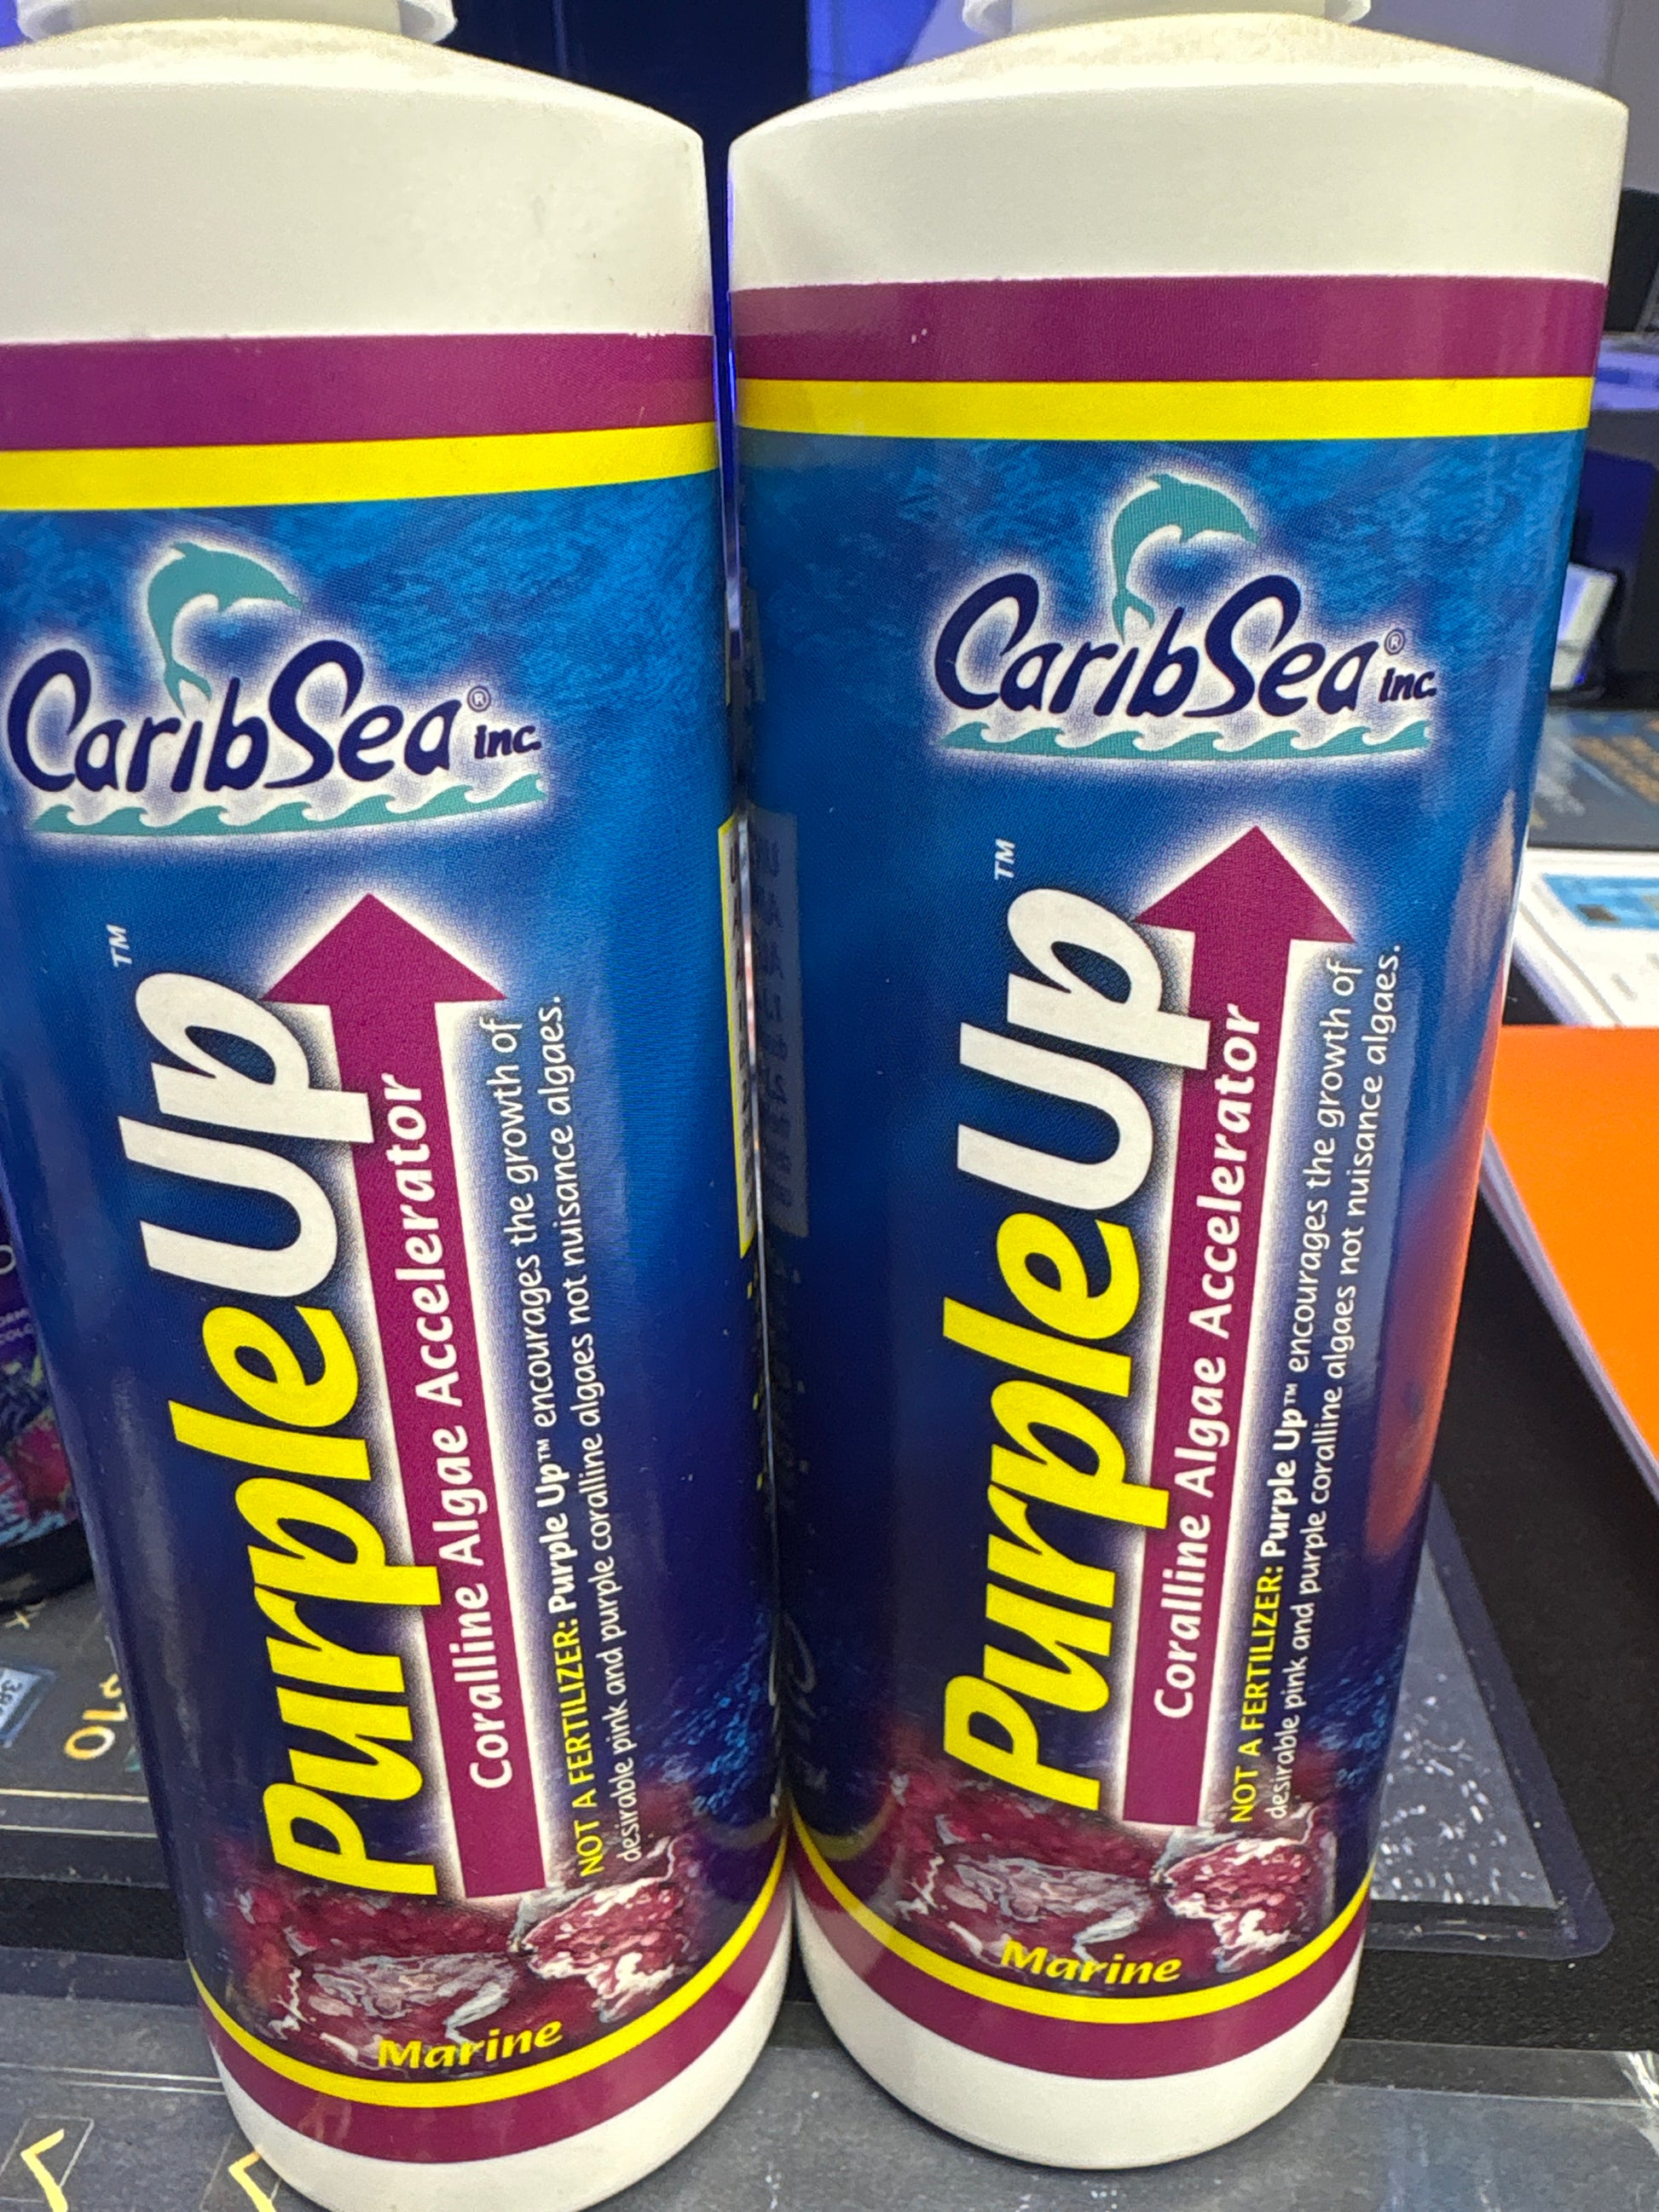 CaribSea® inc.
PurpleUp™
Coralline Algae Accelerator
NOT A FERTILIZER: Purple Up™ encourages the growth of
desirable pink and purple coralline algaes not nuisance algaes.
Marine
CaribSea® inc.
PurpleUp™
Coralline Algae Accelerator
NOT A FERTILIZER: Purple Up™ encourages the growth of
desirable pink and purple coralline algaes not nuisance algaes.
Marine